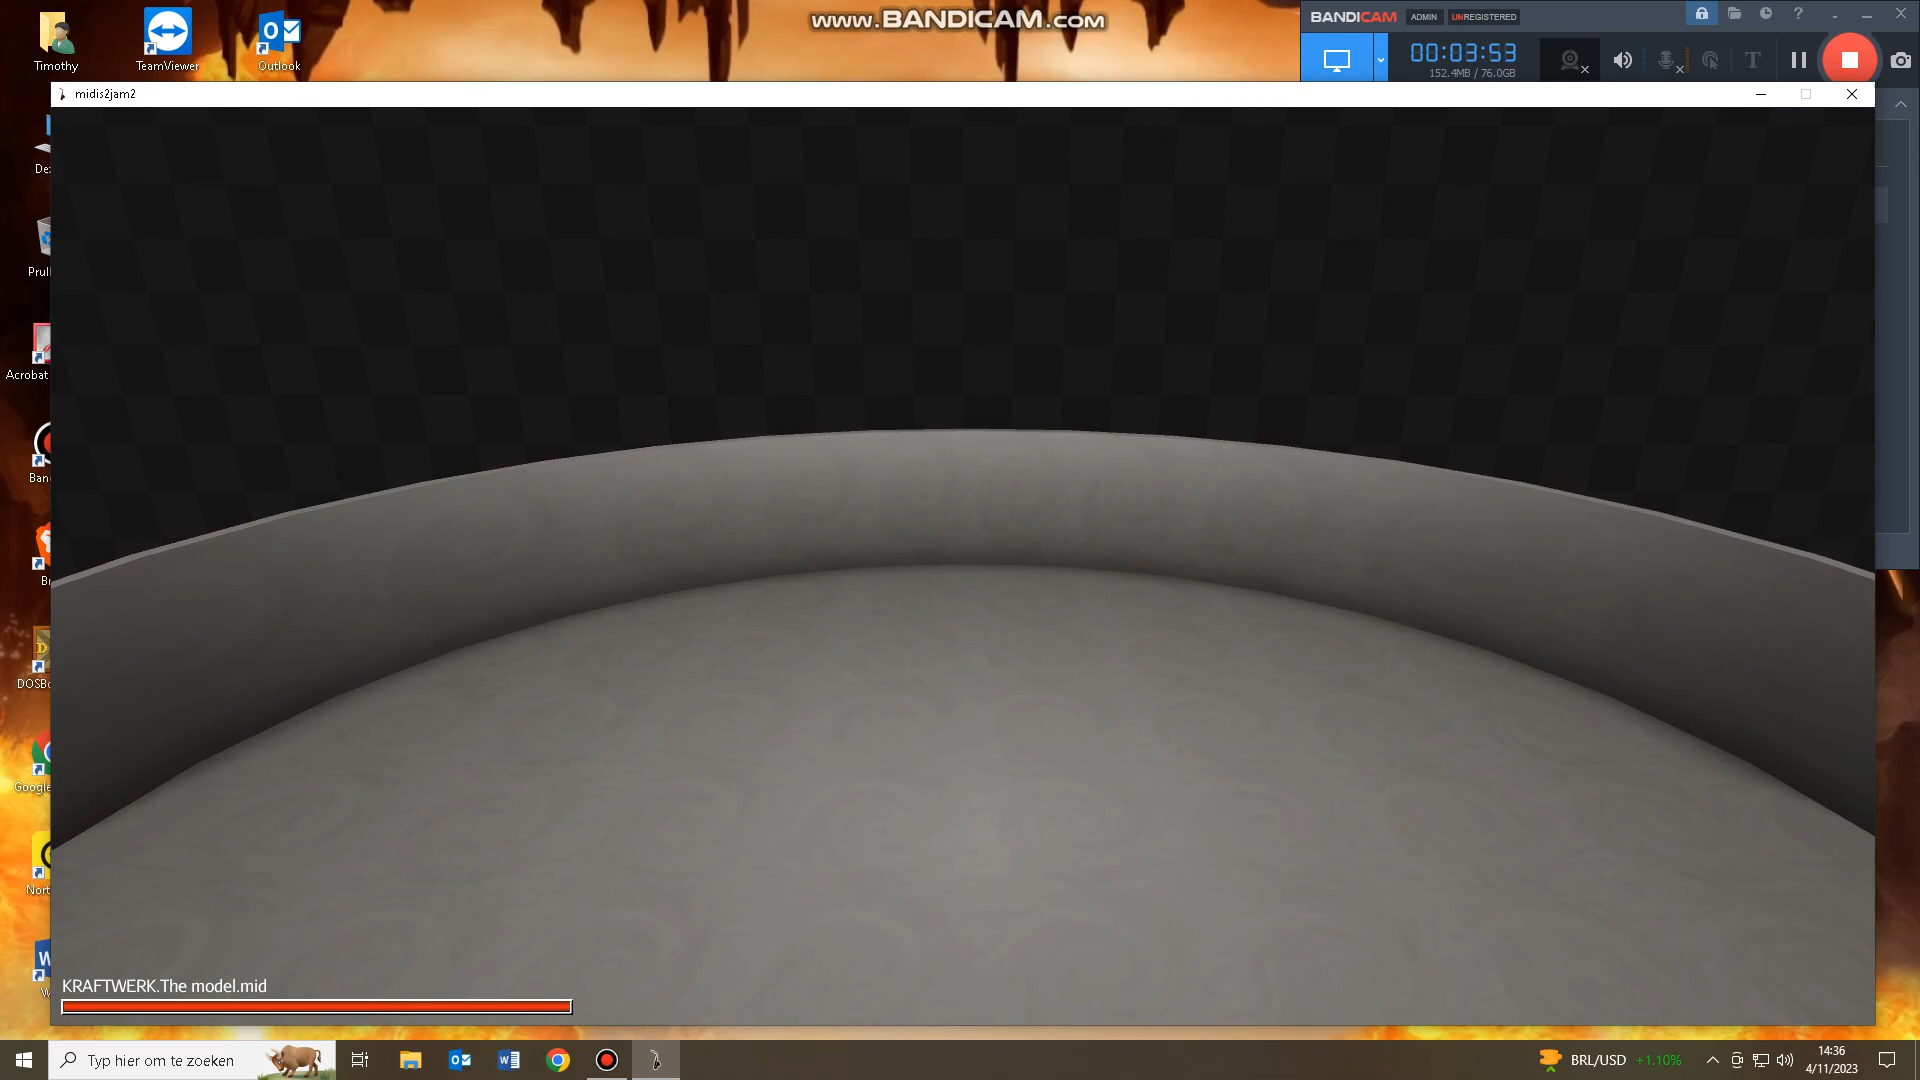 www.BANDICAM.com
BANDICAM ADMIN UNREGISTERED
00:03:53
152.4MB / 76.0GB
Timothy
TeamViewer
Outlook
midis2jam2
Acrobat
Google
KRAFTWERK.The model.mid
Typ hier om te zoeken
BRL/USD +1.10%
14:36
4/11/2023